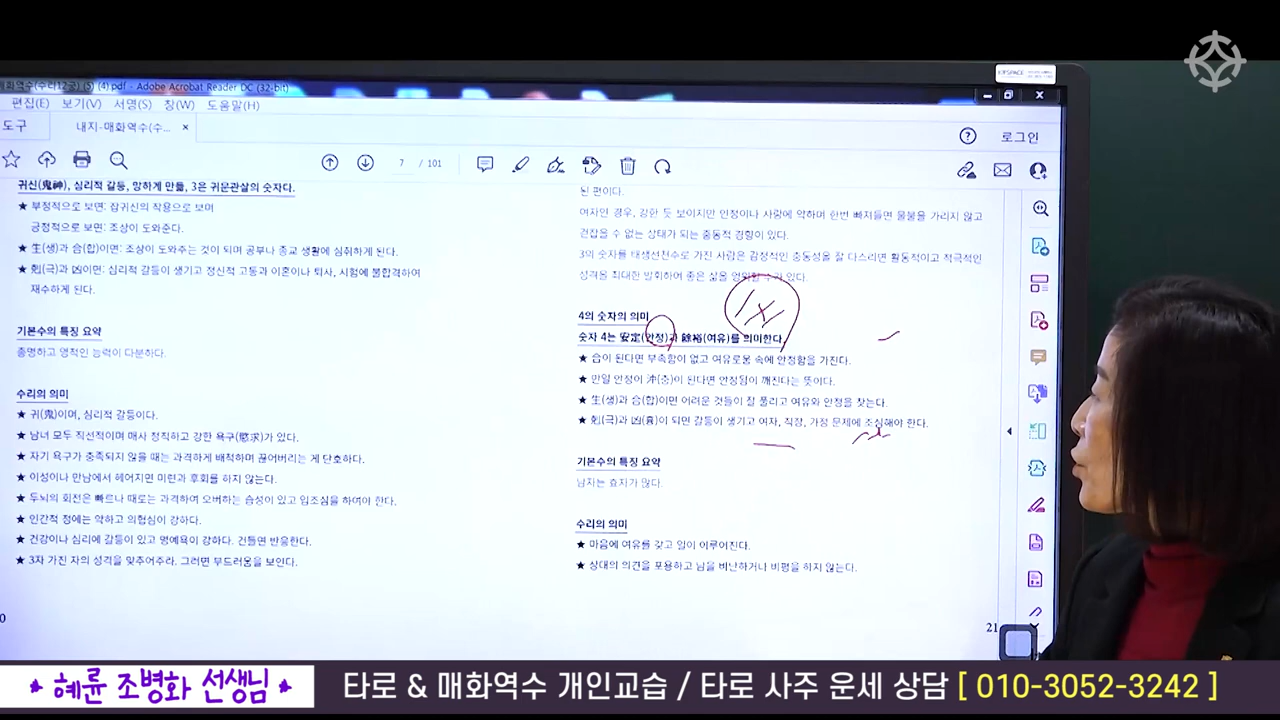 매화역수(수리12궁) (5) (4).pdf - Adobe Acrobat Reader DC (32-bit)
편집(E) 보기(V) 서명(S) 창(W) 도움말(H)
도구
내지-매화역수(수...
로그인
7 / 101
귀신(鬼神), 심리적 갈등, 망하게 만듦, 3은 귀문관살의 숫자다.
★ 부정적으로 보면: 잡귀신의 작용으로 보며
긍정적으로 보면: 조상이 도와준다.
★ 生(생)과 合(합)이면: 조상이 도와주는 것이 되며 공부나 종교 생활에 심취하게 된다.
★ 剋(극)과 凶이면: 심리적 갈등이 생기고 정신적 고통과 이혼이나 퇴사, 시험에 불합격하여
재수하게 된다.
기본수의 특징 요약
총명하고 영적인 능력이 다분하다.
수리의 의미
★ 귀(鬼)이며, 심리적 갈등이다.
★ 남녀 모두 직선적이며 매사 정직하고 강한 욕구(慾求)가 있다.
★ 자기 욕구가 충족되지 않을 때는 과격하게 배척하며 끊어버리는 게 단호하다.
★ 이성이나 만남에서 헤어지면 미련과 후회를 하지 않는다.
★ 두뇌의 회전은 빠르나 때로는 과격하여 오버하는 습성이 있고 입조심을 하여야 한다.
★ 인간적 정에는 약하고 의협심이 강하다.
★ 건강이나 심리에 갈등이 있고 명예욕이 강하다. 건들면 반응한다.
★ 3자 가진 자의 성격을 맞추어주라. 그러면 부드러움을 보인다.
0
된 편이다.
여자인 경우, 강한 듯 보이지만 인정이나 사랑에 약하며 한번 빠져들면 물불을 가리지 않고
걷잡을 수 없는 상태가 되는 충동적 경향이 있다.
3의 숫자를 태생선천수로 가진 사람은 감정적인 충동성을 잘 다스리면 활동적이고 적극적인
성격을 최대한 발휘하여 좋은 삶을 영위할 수가 있다.
4의 숫자의 의미
숫자 4는 安定(안정)과 餘裕(여유)를 의미한다.
★ 습이 된다면 부족함이 없고 여유로움 속에 안정함을 가진다.
★ 만일 안정이 沖(충)이 된다면 안정됨이 깨진다는 뜻이다.
★ 生(생)과 合(합)이면 어려운 것들이 잘 풀리고 여유와 안정을 찾는다.
★ 剋(극)과 凶(흉)이 되면 갈등이 생기고 여자, 직장, 가정 문제에 조심해야 한다.
기본수의 특징 요약
남자는 효자가 많다.
수리의 의미
★ 마음에 여유를 갖고 일이 이루어진다.
★ 상대의 의견을 포용하고 남을 비난하거나 비평을 하지 않는다.
21
혜륜 조병화 선생님
타로 & 매화역수 개인교습 / 타로 사주 운세 상담 [ 010-3052-3242 ]